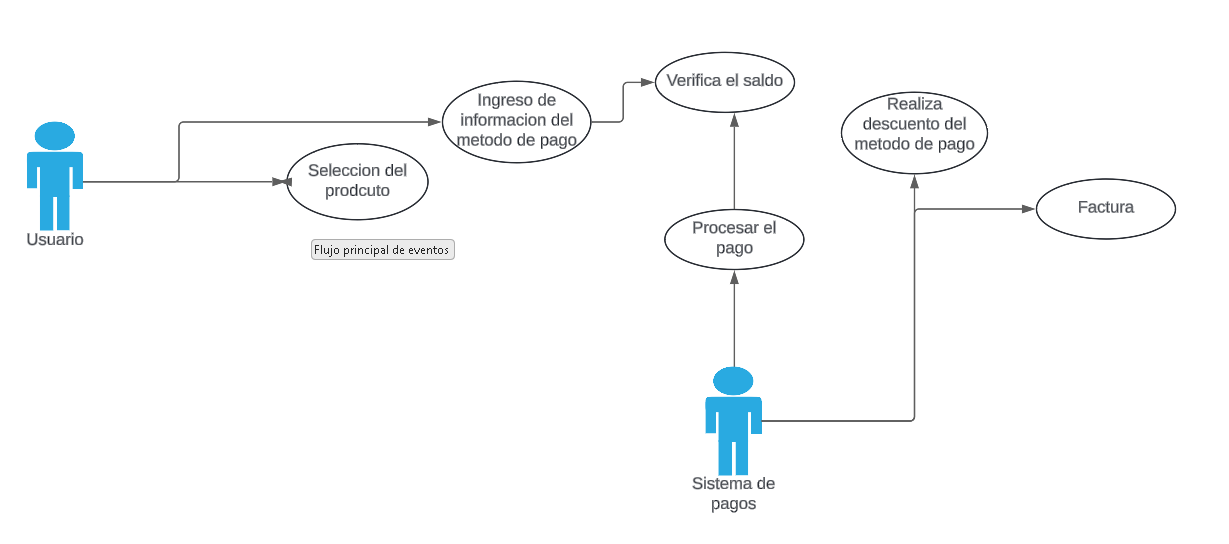 Verifica el saldo
Ingreso de
informacion del
metodo de pago
Realiza
descuento del
metodo de pago
Seleccion del
prodcuto
Factura
Usuario
Flujo principal de eventos
Procesar el
pago
Sistema de
pagos